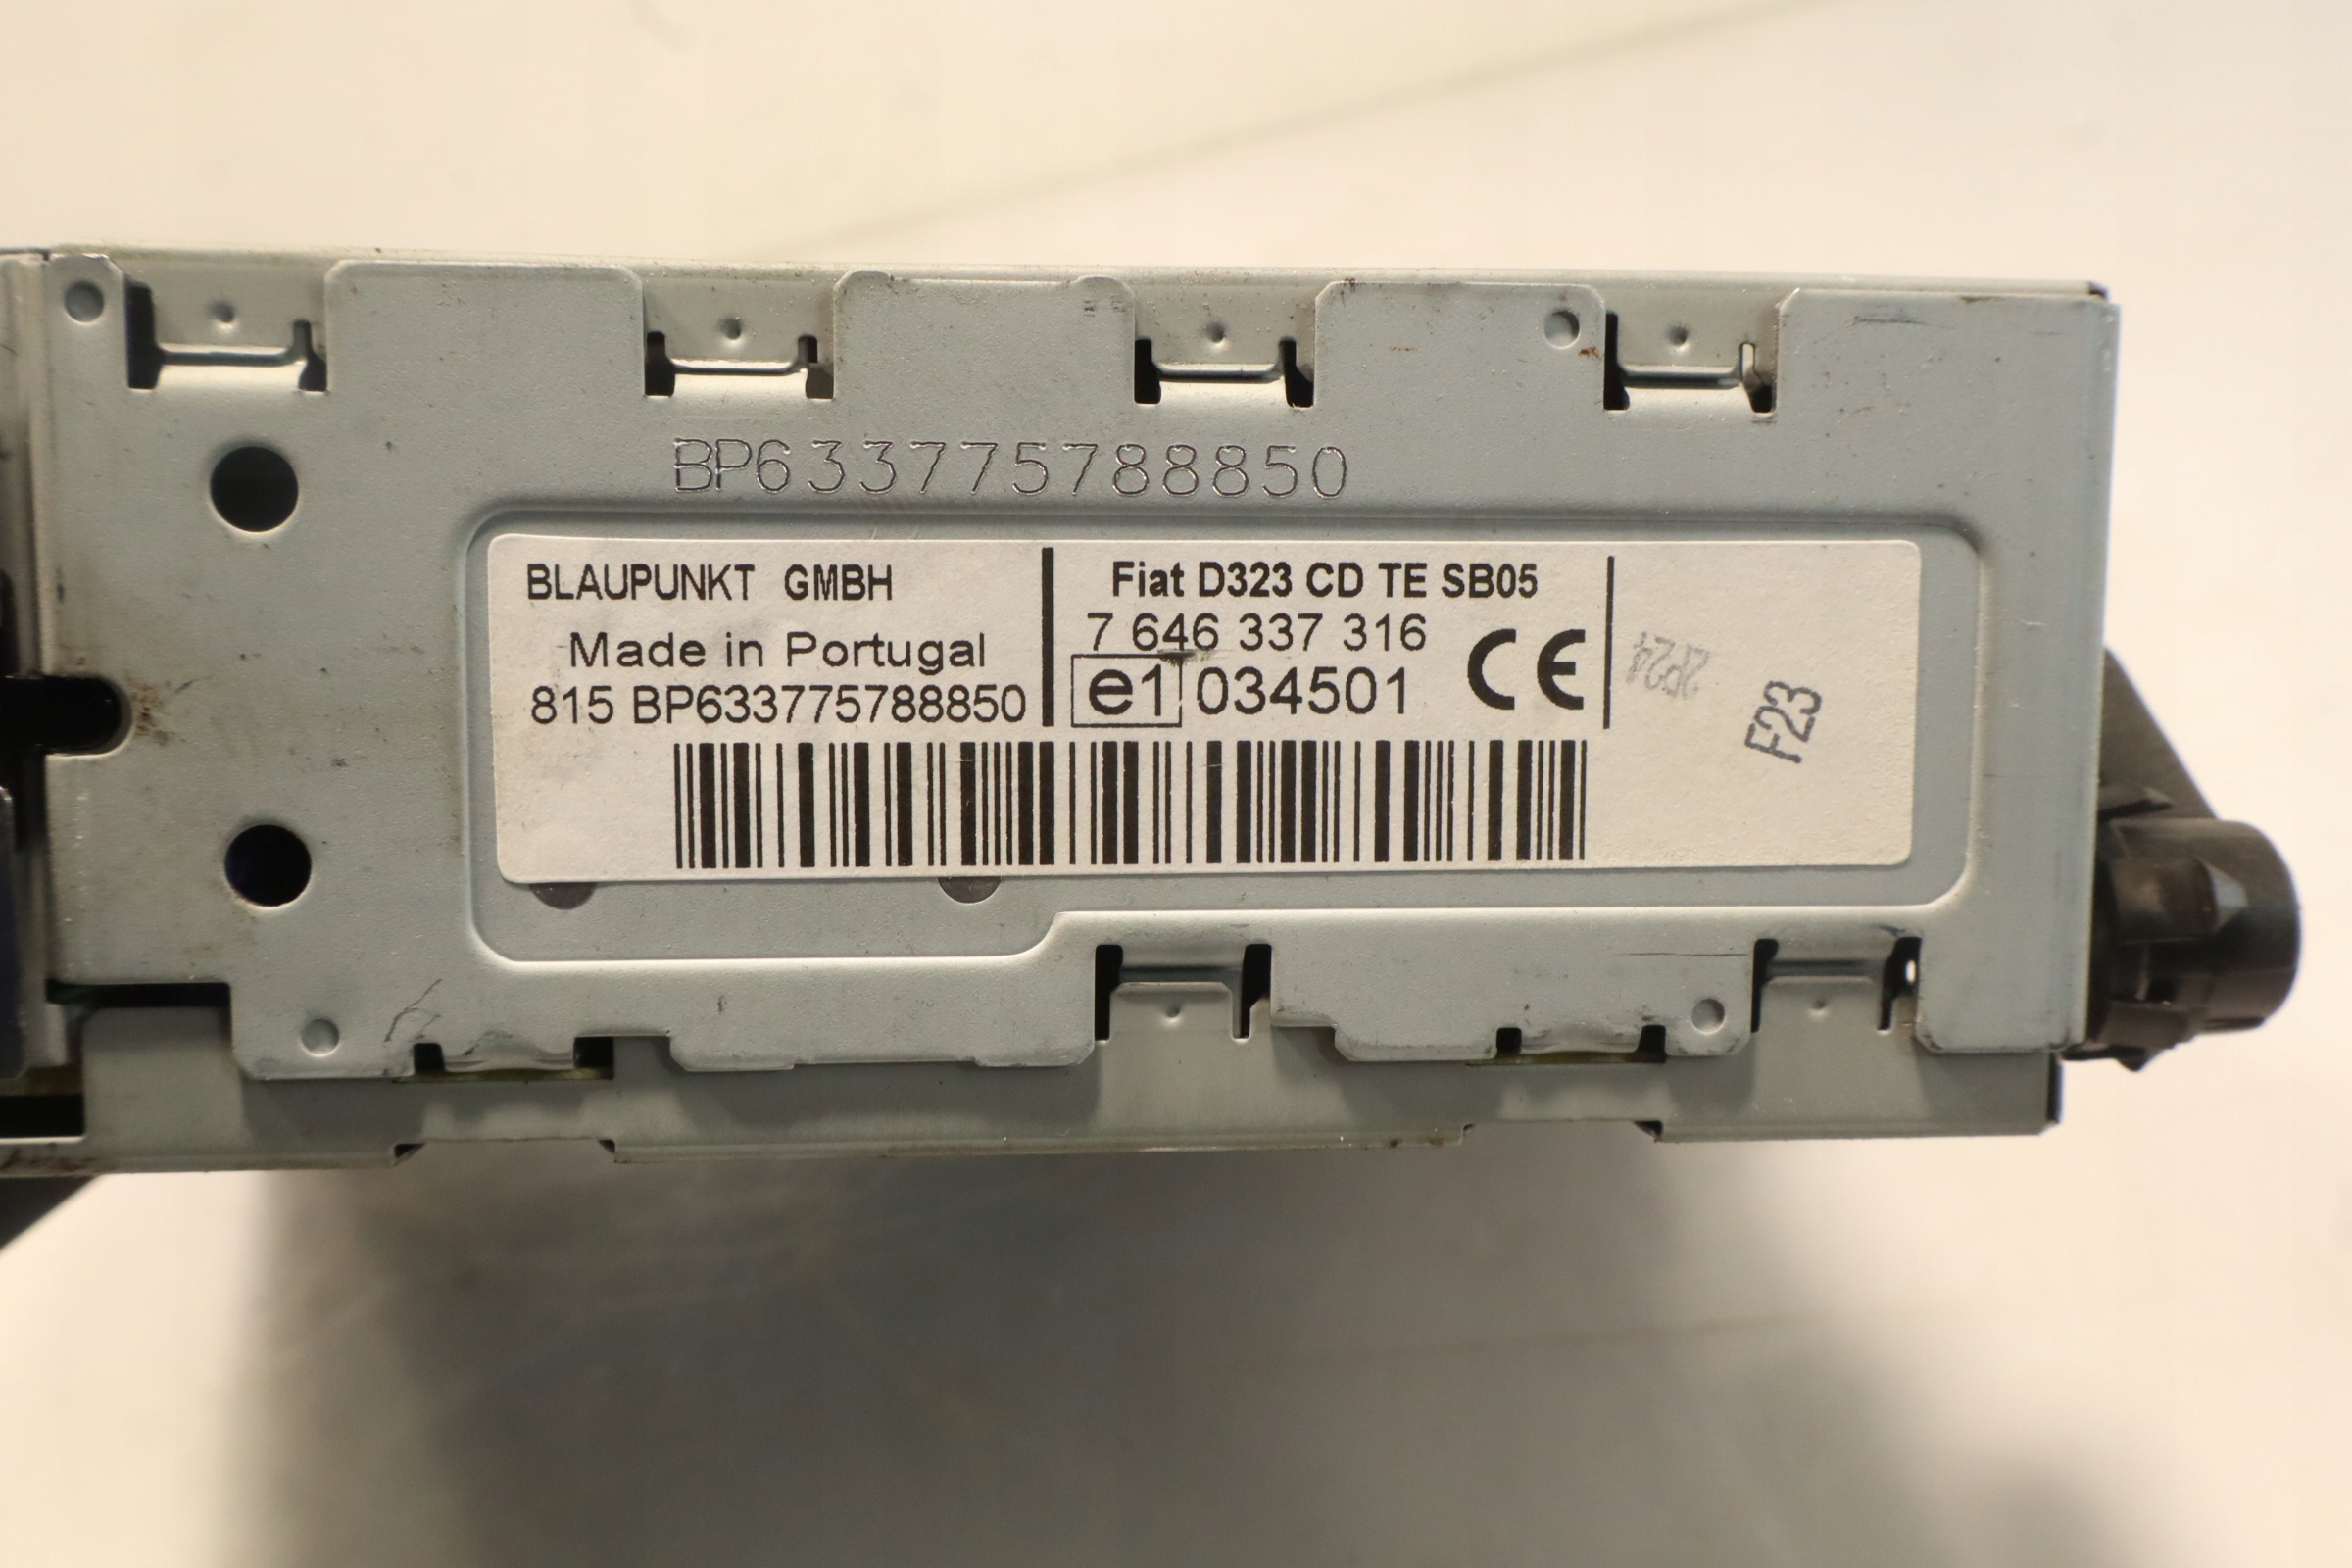 BP633775788850
BLAUPUNKT GMBH
Made in Portugal
815 BP633775788850
Fiat D323 CD TE SB05
7 646 337 316
e1 034501 CE
2P24
F23